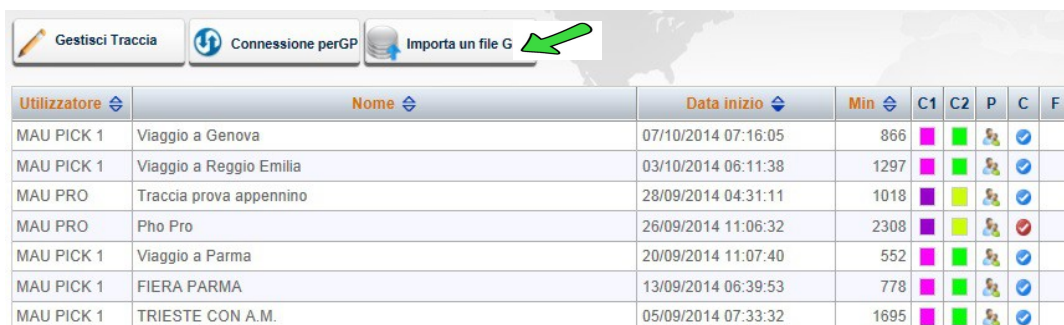 Gestisci Traccia Connessione perGP Importa un file G
Utilizzatore Nome Data inizio Min C1 C2 P C F
MAU PICK 1 Viaggio a Genova 07/10/2014 07:16:05 866
MAU PICK 1 Viaggio a Reggio Emilia 03/10/2014 06:11:38 1297
MAU PRO Traccia prova appennino 28/09/2014 04:31:11 1018
MAU PRO Pho Pro 26/09/2014 11:06:32 2308
MAU PICK 1 Viaggio a Parma 20/09/2014 11:07:40 552
MAU PICK 1 FIERA PARMA 13/09/2014 06:39:53 778
MAU PICK 1 TRIESTE CON A.M. 05/09/2014 07:33:32 1695